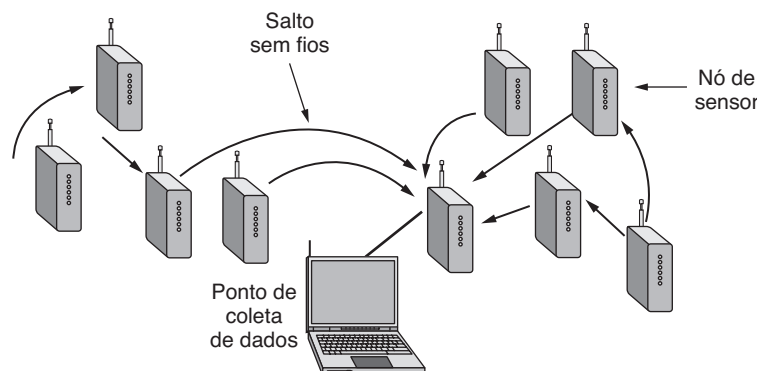 Salto
sem fios
Nó de
sensor
Ponto de
coleta
de dados